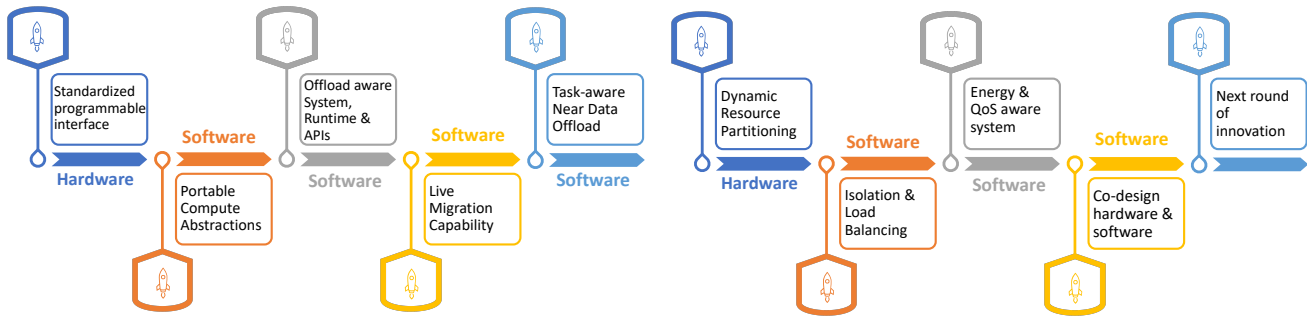 Standardized
programmable
interface
Hardware
Software
Portable
Compute
Abstractions
Offload aware
System,
Runtime &
APIs
Software
Software
Live
Migration
Capability
Task-aware
Near Data
Offload
Software
Dynamic
Resource
Partitioning
Hardware
Software
Isolation &
Load
Balancing
Energy &
QoS aware
system
Software
Software
Co-design
hardware &
software
Next round
of
innovation